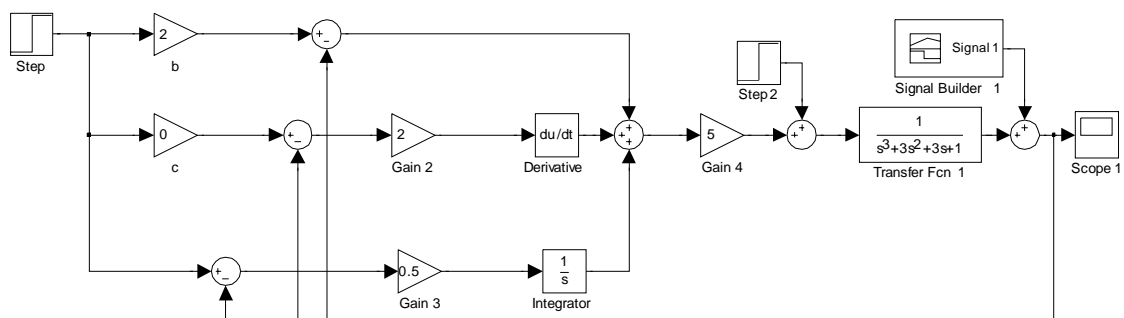 Step
2
b
+
−
Step 2
Signal 1
Signal Builder 1
0
c
+
−
2
Gain 2
du/dt
Derivative
+
+
+
5
Gain 4
+
+
1
s3+3s2+3s+1
Transfer Fcn 1
+
+
Scope 1
+
−
0.5
Gain 3
1
s
Integrator